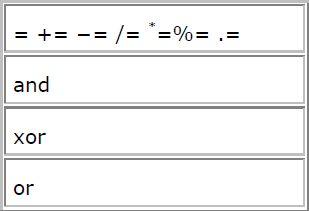 = += −= /= *=%= .=
and
xor
or